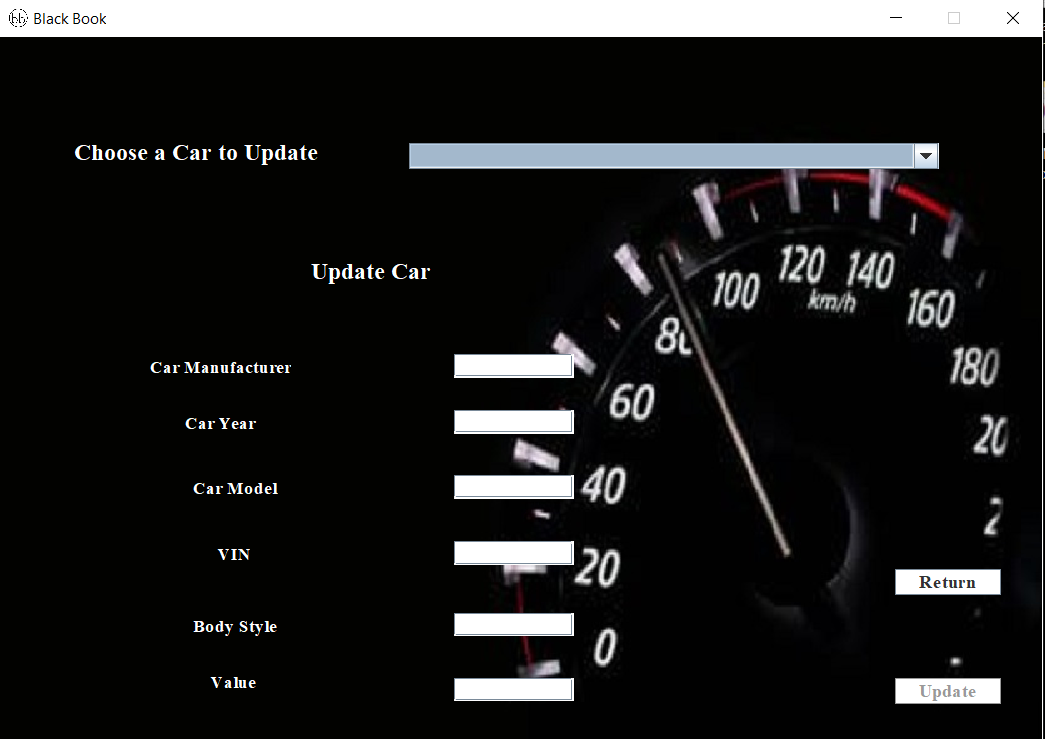 Black Book
Choose a Car to Update
Update Car
120 140
100
km/h
160
80
180
Car Manufacturer
60
Car Year
20
40
Car Model
2
VIN
20
Return
Body Style
0
Value
Update